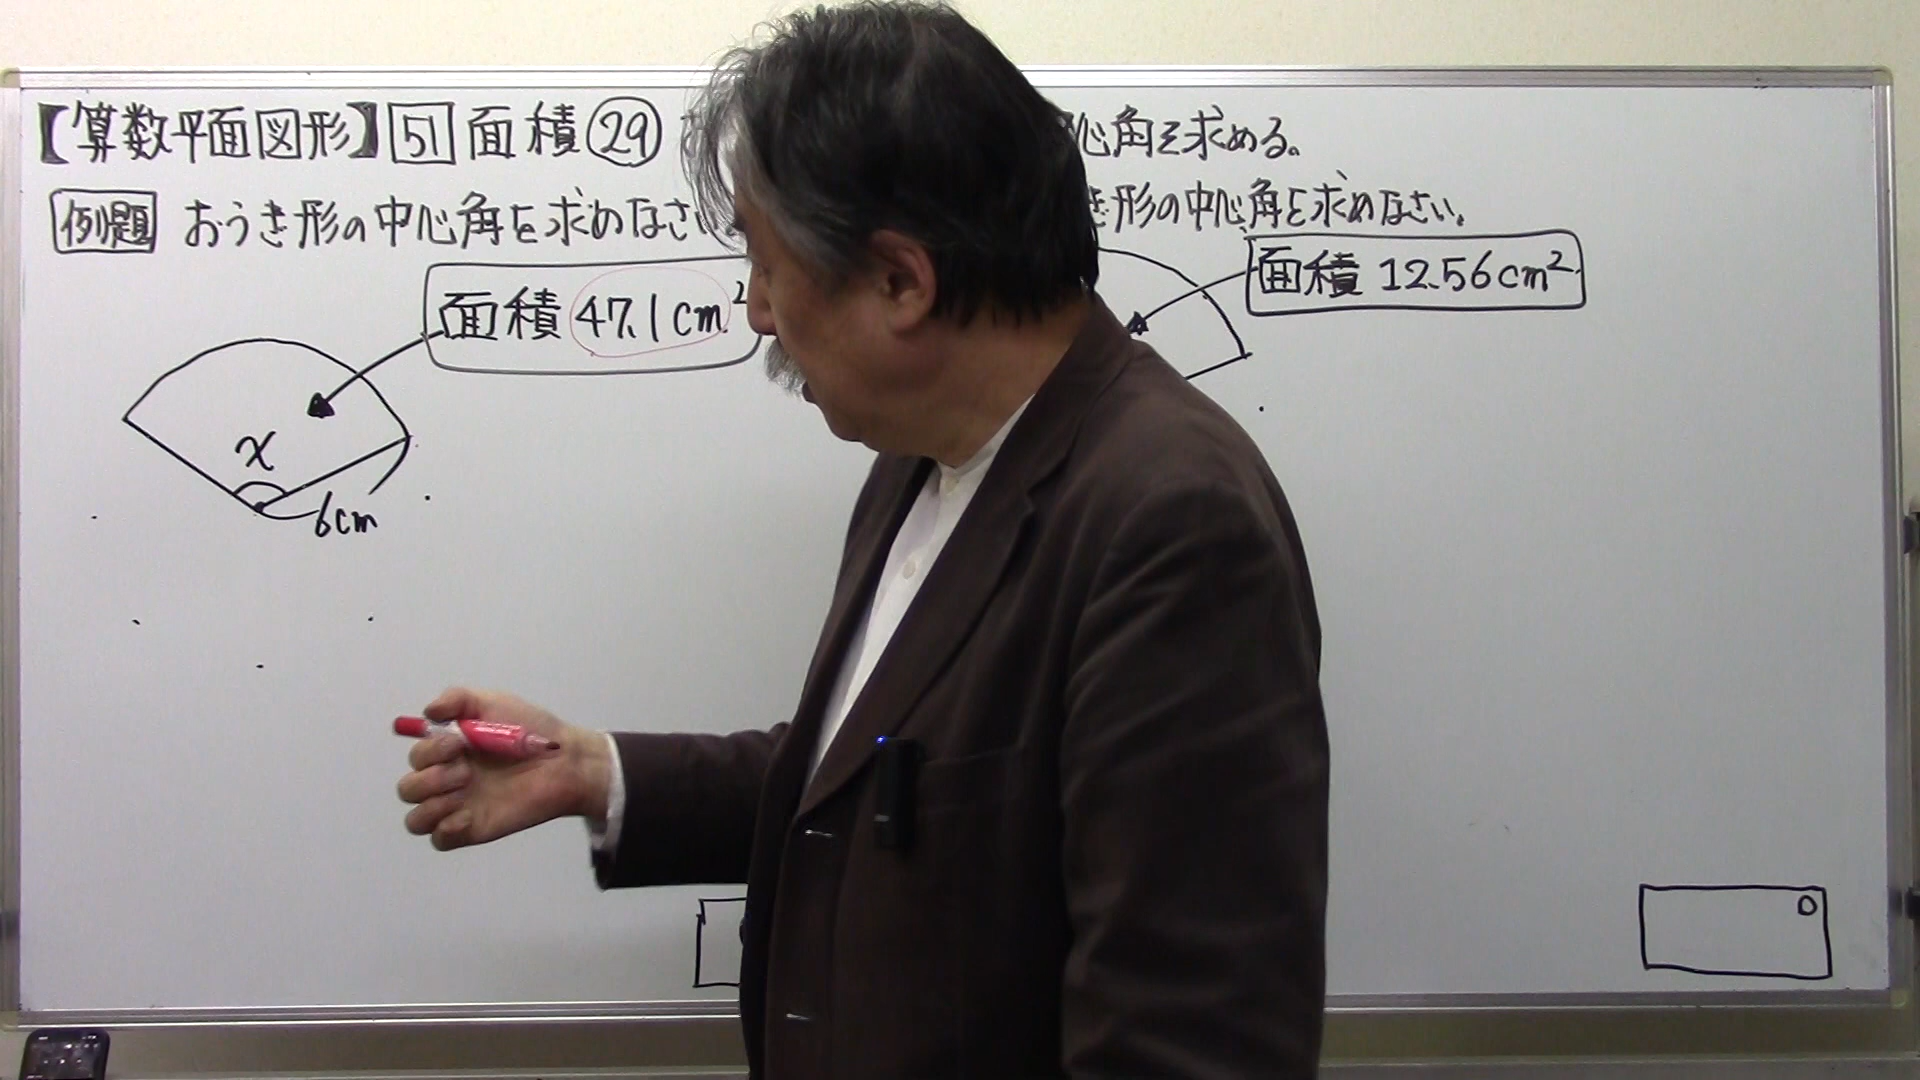 【算数平面図形】51 面積 29 心角を求める。
例題 おうぎ形の中心角を求めなさい
面積 47.1cm²
x
6cm
き形の中心角を求めなさい。
面積 12.56cm²